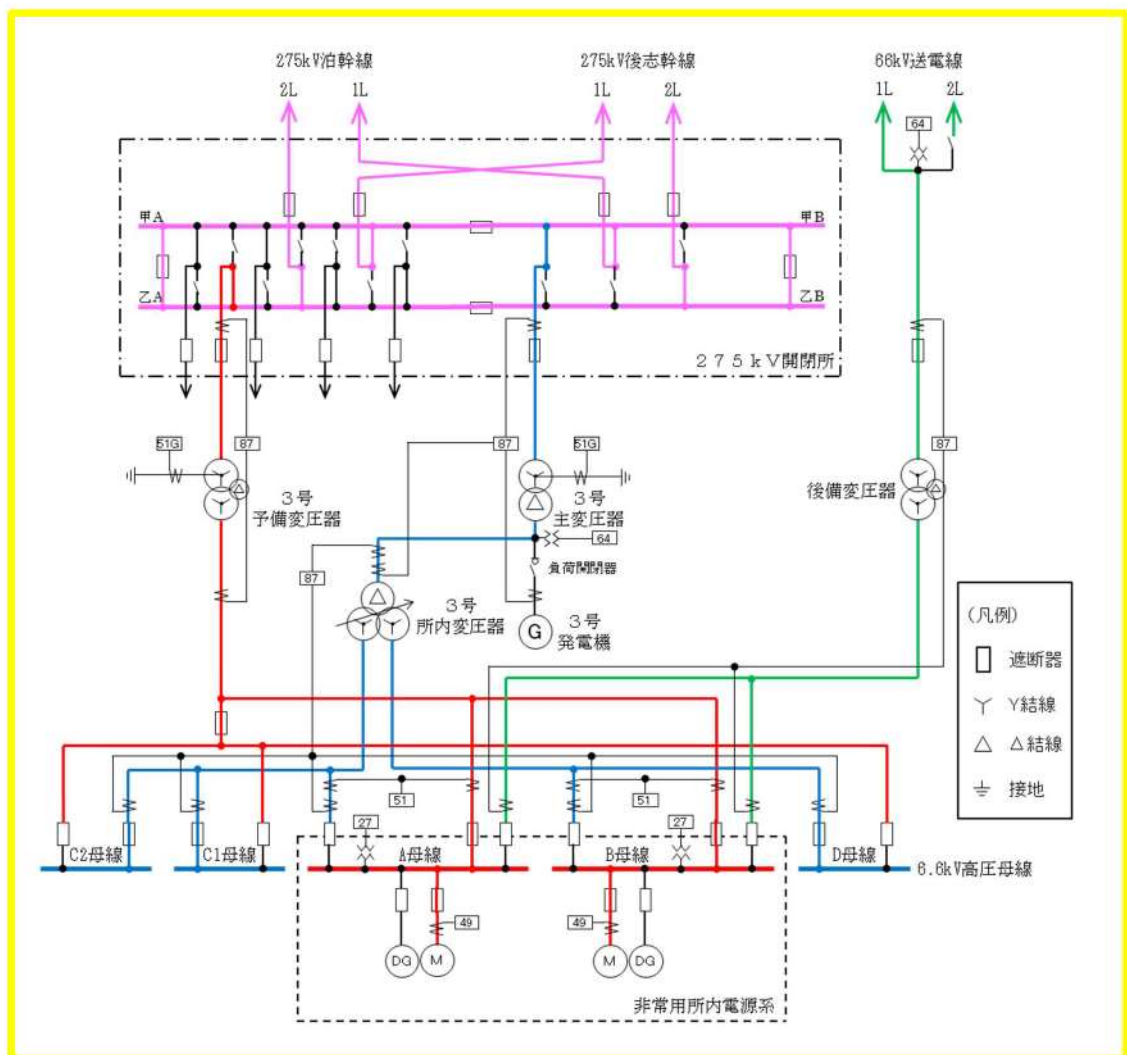 275kV泊幹線
275kV後志幹線
66kV送電線
2L
1L
1L
2L
1L
2L
64
甲A
甲B
乙A
乙B
275kV開閉所
51G
87
87
51G
87
3号
予備変圧器
3号
主変圧器
後備変圧器
64
負荷開閉器
87
3号
所内変圧器
G
3号
発電機
(凡例)
遮断器
Y結線
△結線
接地
51
51
27
27
C2母線
C1母線
A母線
B母線
D母線
6.6kV高圧母線
49
49
DG
M
M
DG
非常用所内電源系